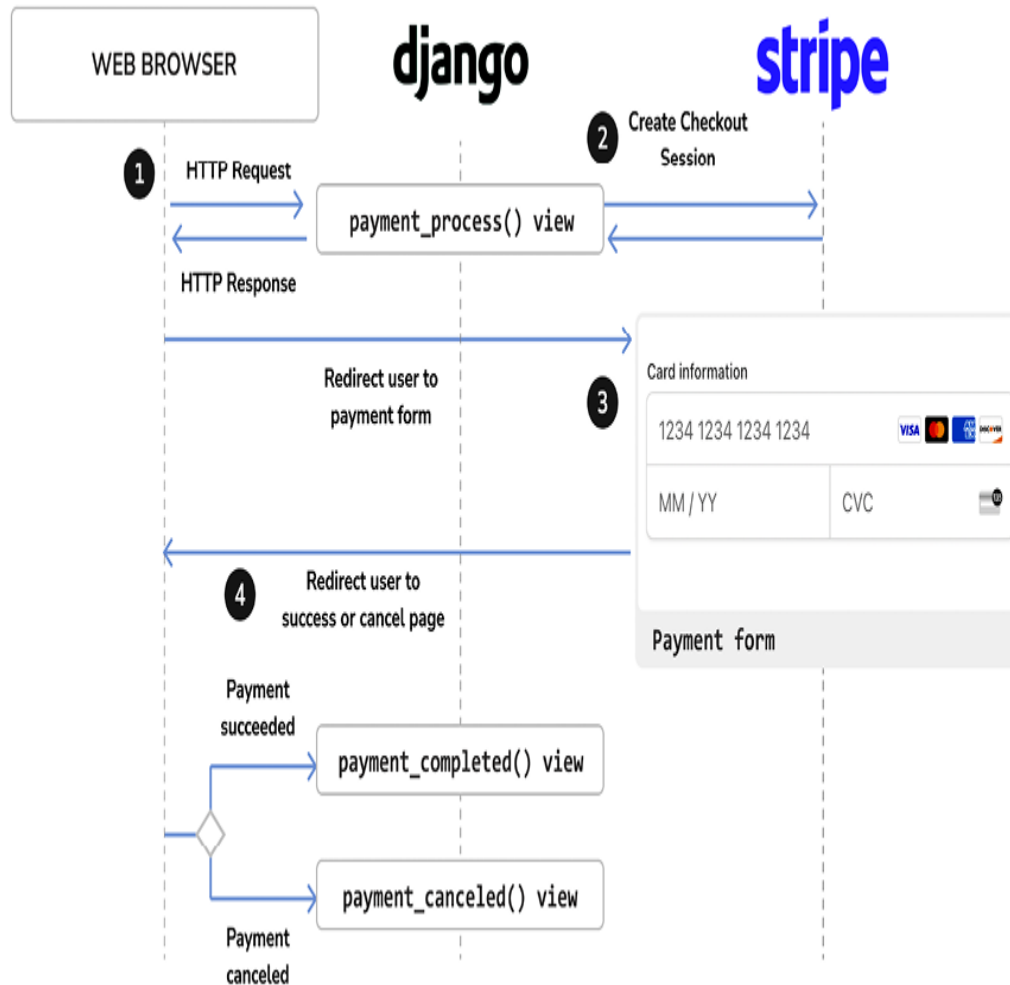 WEB BROWSER
django
stripe
1
HTTP Request
2
Create Checkout
Session
payment_process() view
HTTP Response
Redirect user to
payment form
3
Card information
1234 1234 1234 1234
VISA
DISCOVER
MM / YY
CVC
4
Redirect user to
success or cancel page
Payment form
Payment
succeeded
payment_completed() view
payment_canceled() view
Payment
canceled